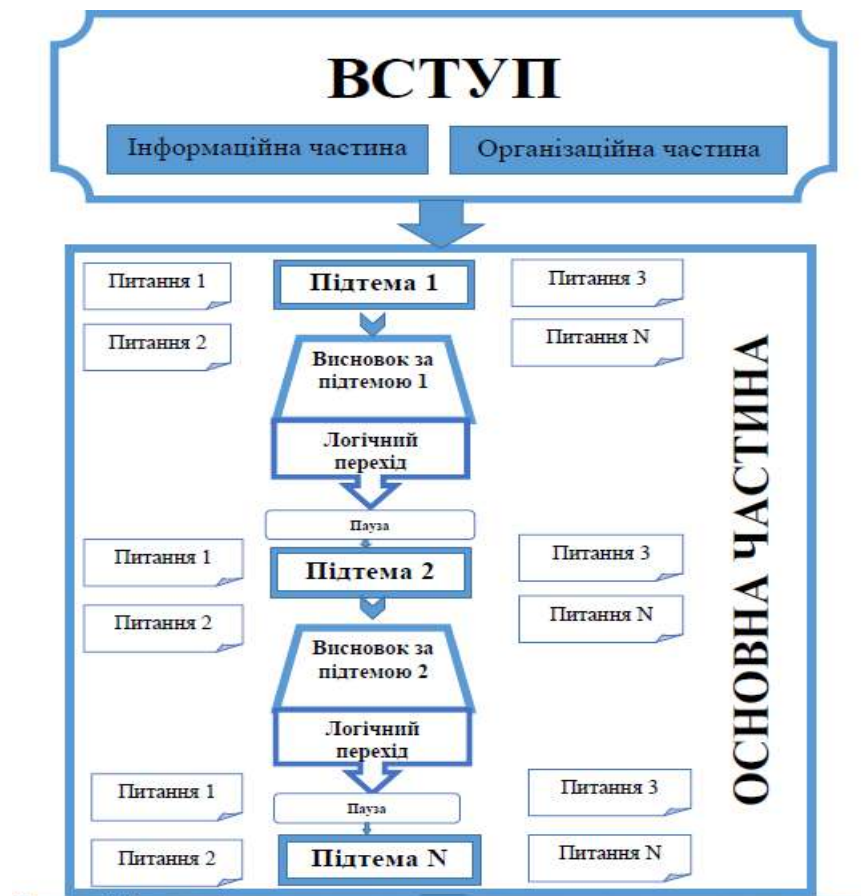 ВСТУП
Інформаційна частина
Організаційна частина
Питання 1
Підтема 1
Питання 3
Питання 2
Питання N
Висновок за
підтемою 1
Логічний
перехід
Пауза
Питання 1
Підтема 2
Питання 3
Питання 2
Питання N
Висновок за
підтемою 2
Логічний
перехід
Питання 1
Пауза
Питання 3
Питання 2
Підтема N
Питання N
ОСНОВНА ЧАСТИНА